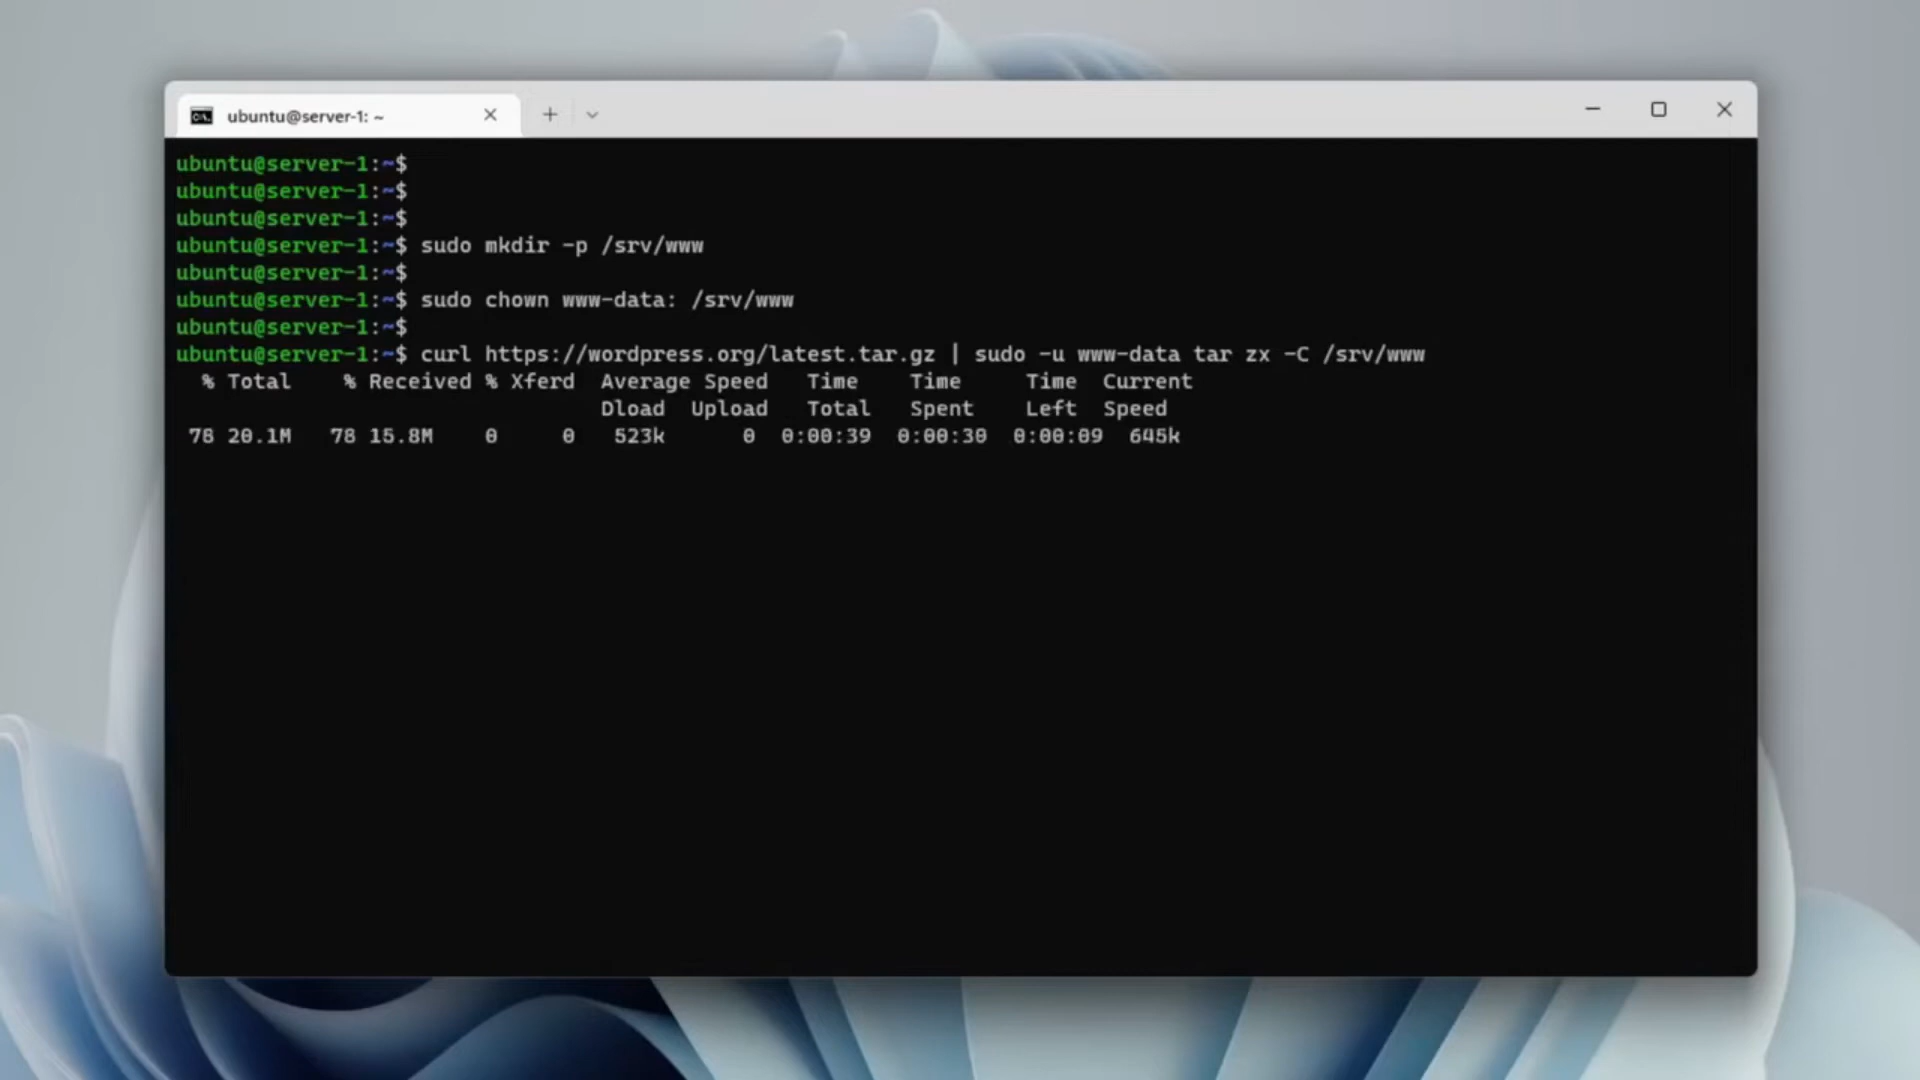 ubuntu@server-1: ~
ubuntu@server-1:~$
ubuntu@server-1:~$
ubuntu@server-1:~$
ubuntu@server-1:~$ sudo mkdir -p /srv/www
ubuntu@server-1:~$
ubuntu@server-1:~$ sudo chown www-data: /srv/www
ubuntu@server-1:~$
ubuntu@server-1:~$ curl https://wordpress.org/latest.tar.gz | sudo -u www-data tar zx -C /srv/www
  % Total    % Received % Xferd  Average Speed   Time    Time     Time  Current
                                 Dload  Upload   Total   Spent    Left  Speed
 78 20.1M   78 15.8M    0     0   523k      0  0:00:39  0:00:30  0:00:09  645k